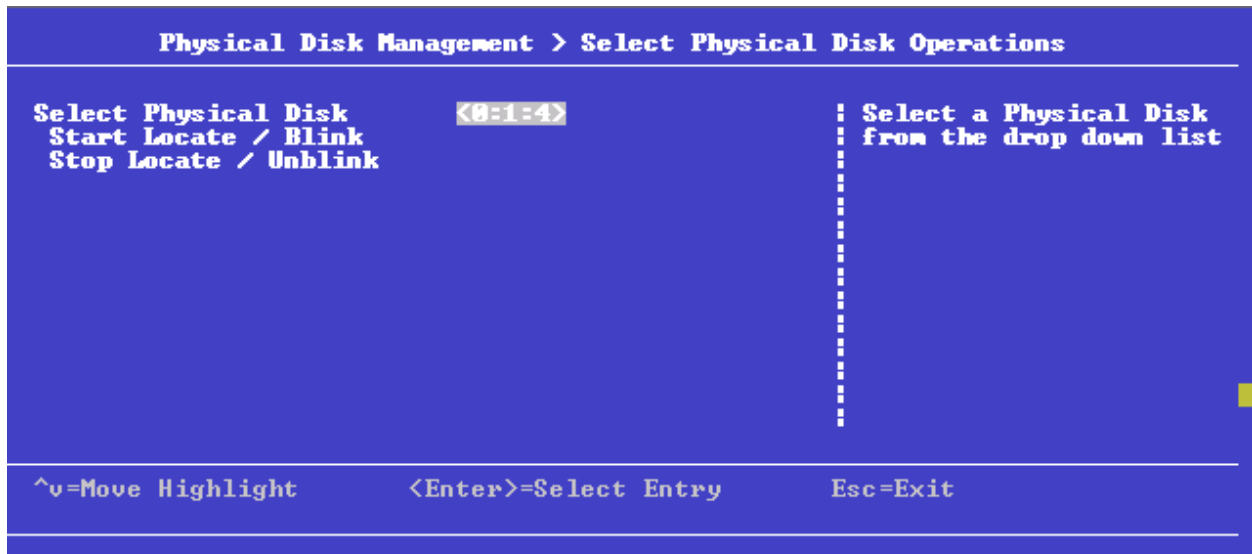 Physical Disk Management > Select Physical Disk Operations
Select Physical Disk <0:1:4>
Start Locate / Blink
Stop Locate / Unblink
Select a Physical Disk
from the drop down list
^v=Move Highlight <Enter>=Select Entry Esc=Exit